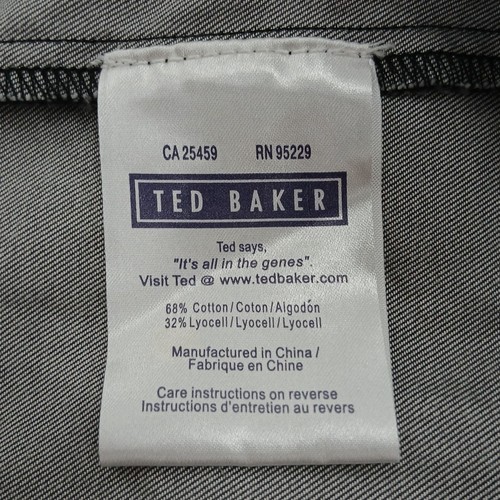 CA 25459 RN 95229
TED BAKER
Ted says,
"It's all in the genes".
Visit Ted @ www.tedbaker.com
68% Cotton/Coton/Algodón
32% Lyocell/Lyocell/Lyocell
Manufactured in China /
Fabrique en Chine
Care instructions on reverse
Instructions d'entretien au revers